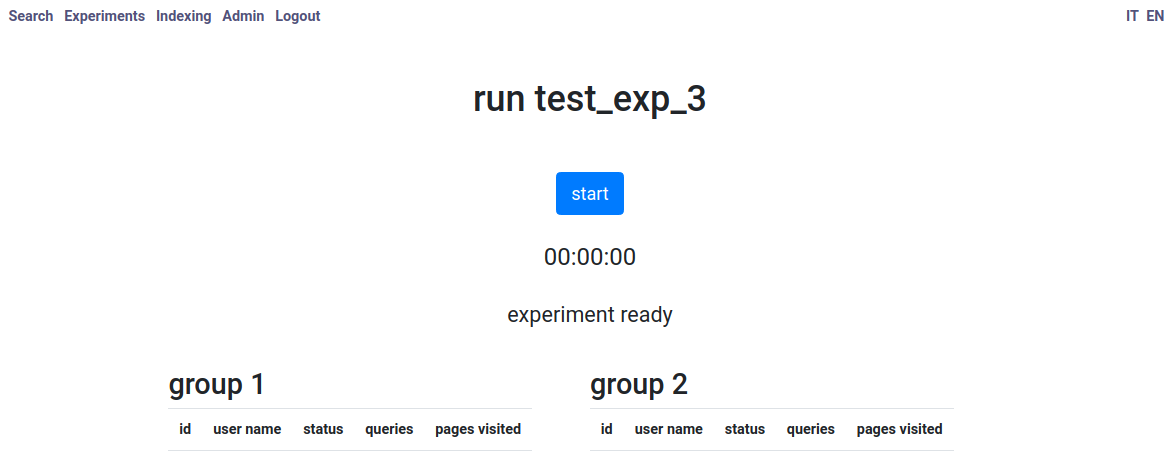 Search Experiments Indexing Admin Logout IT EN
run test_exp_3
start
00:00:00
experiment ready
group 1 group 2
id user name status queries pages visited id user name status queries pages visited